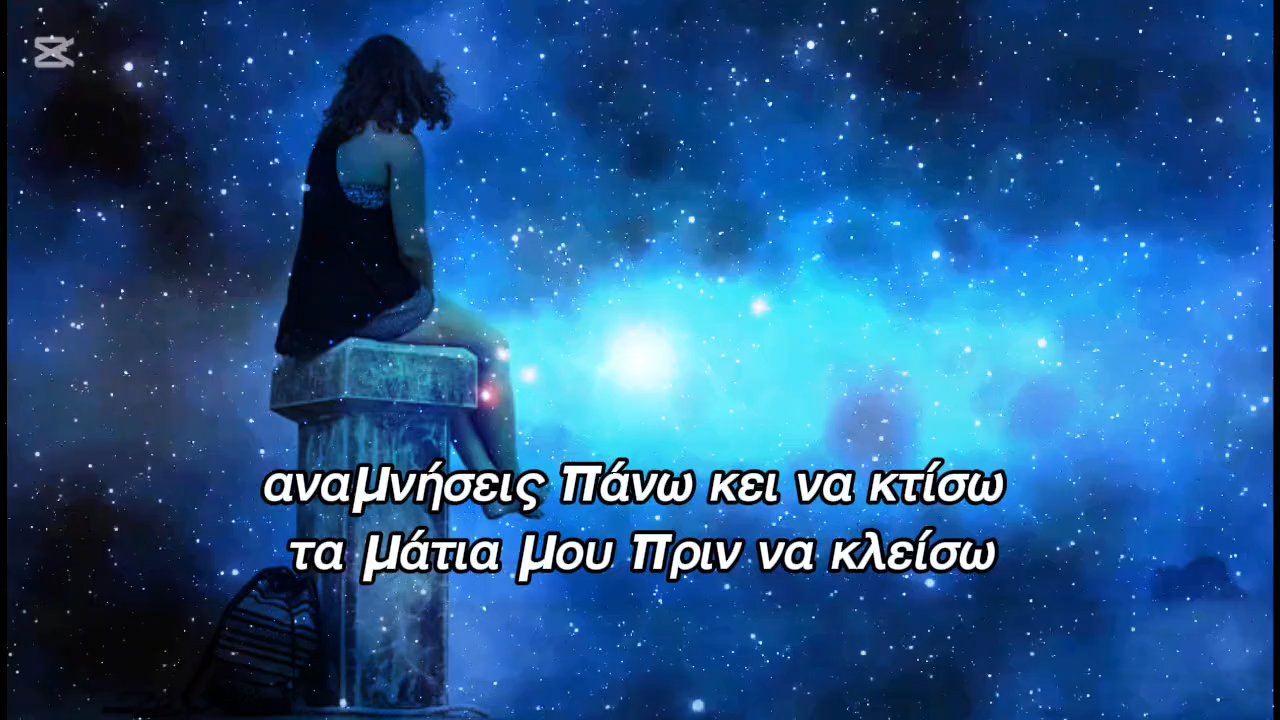 αναμνήσεις πάνω κει να κτίσω
τα μάτια μου πριν να κλείσω